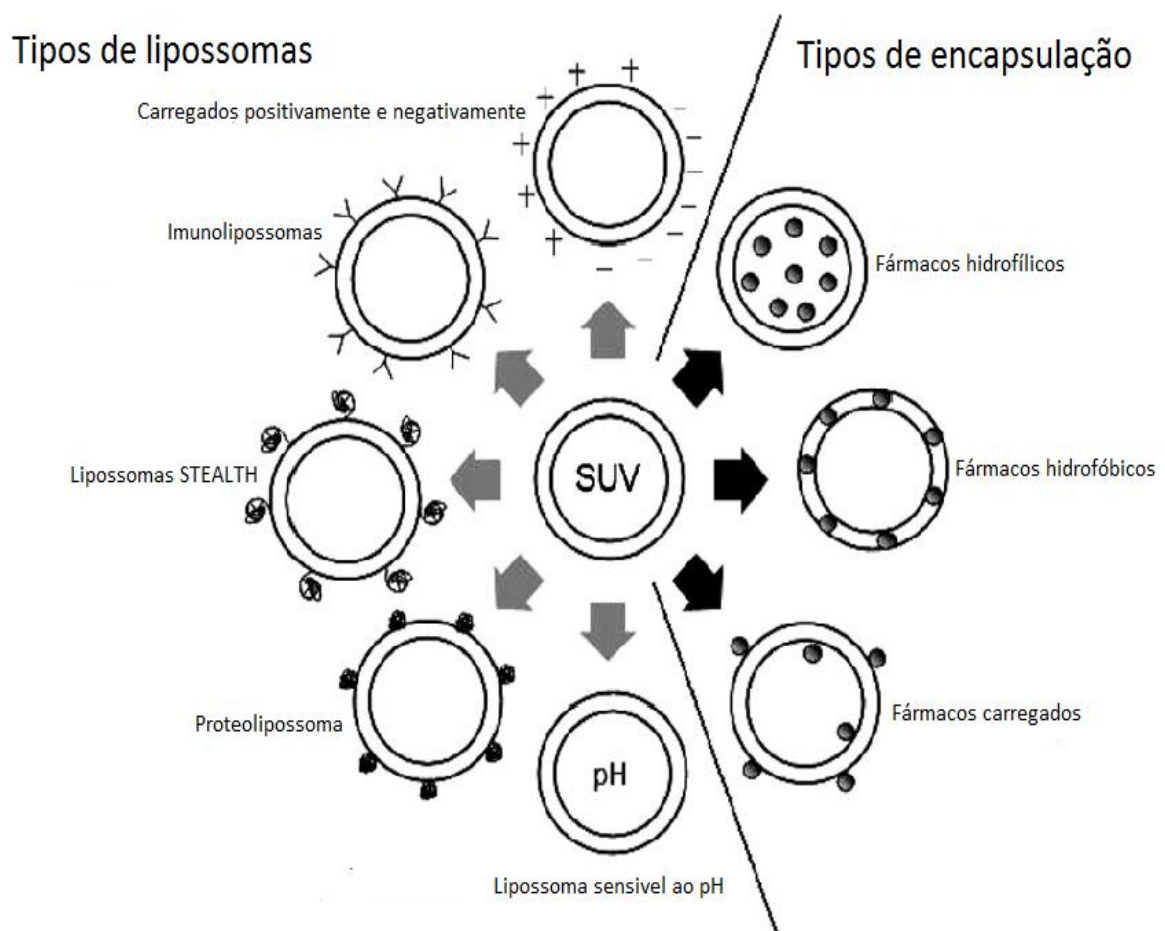 Tipos de lipossomas
Tipos de encapsulação
Carregados positivamente e negativamente
Imunolipossomas
Fármacos hidrofílicos
Lipossomas STEALTH
SUV
Fármacos hidrofóbicos
Proteolipossoma
Fármacos carregados
pH
Lipossoma sensivel ao pH